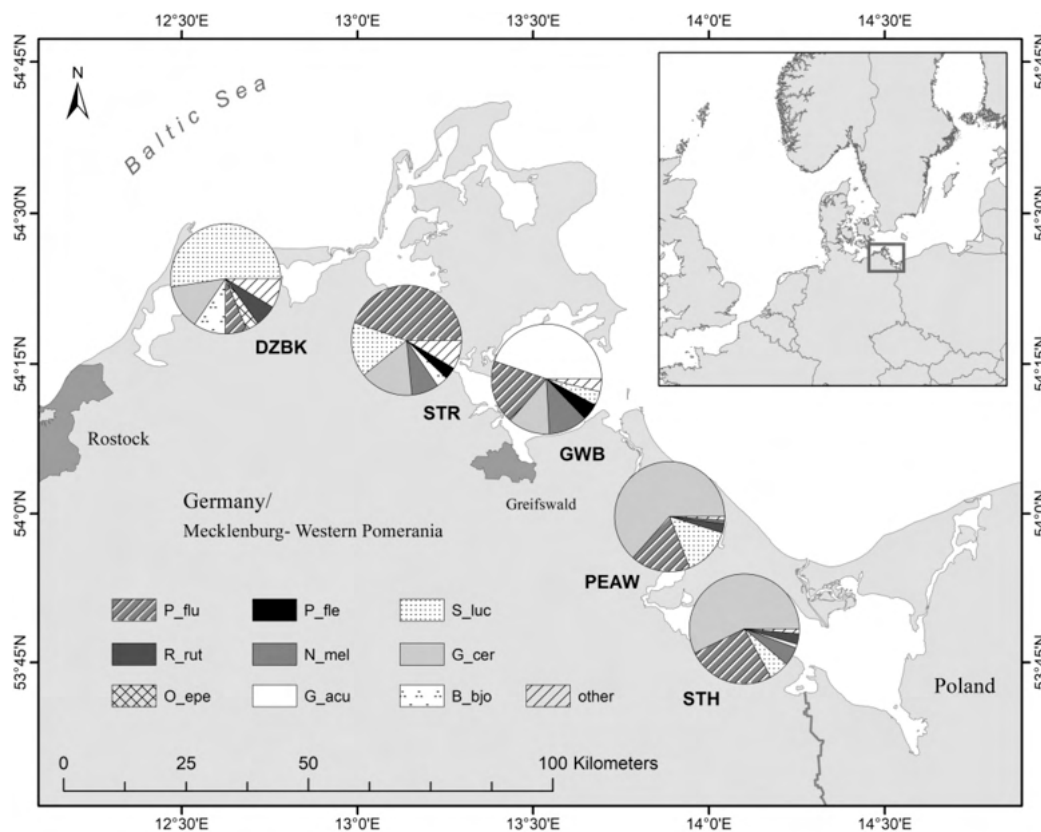 12°30'E 13°0'E 13°30'E 14°0'E 14°30'E
54°45'N 54°45'N
N
Baltic Sea
54°30'N 54°30'N
DZBK
54°15'N 54°15'N
STR
Rostock
GWB
Germany/
Greifswald
54°0'N 54°0'N
Mecklenburg- Western Pomerania
PEAW
P_flu P_fle S_luc
R_rut N_mel G_cer
53°45'N 53°45'N
O_epe G_acu B_bjo other
STH
Poland
0 25 50 100 Kilometers
12°30'E 13°0'E 13°30'E 14°0'E 14°30'E